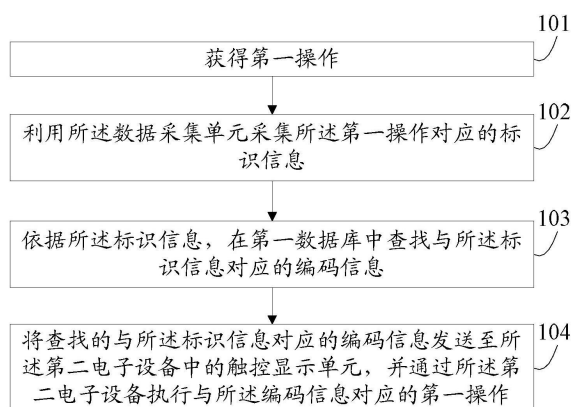 101
获得第一操作
102
利用所述数据采集单元采集所述第一操作对应的标
识信息
103
依据所述标识信息，在第一数据库中查找与所述标
识信息对应的编码信息
104
将查找的与所述标识信息对应的编码信息发送至所
述第二电子设备中的触控显示单元，并通过所述第
二电子设备执行与所述编码信息对应的第一操作